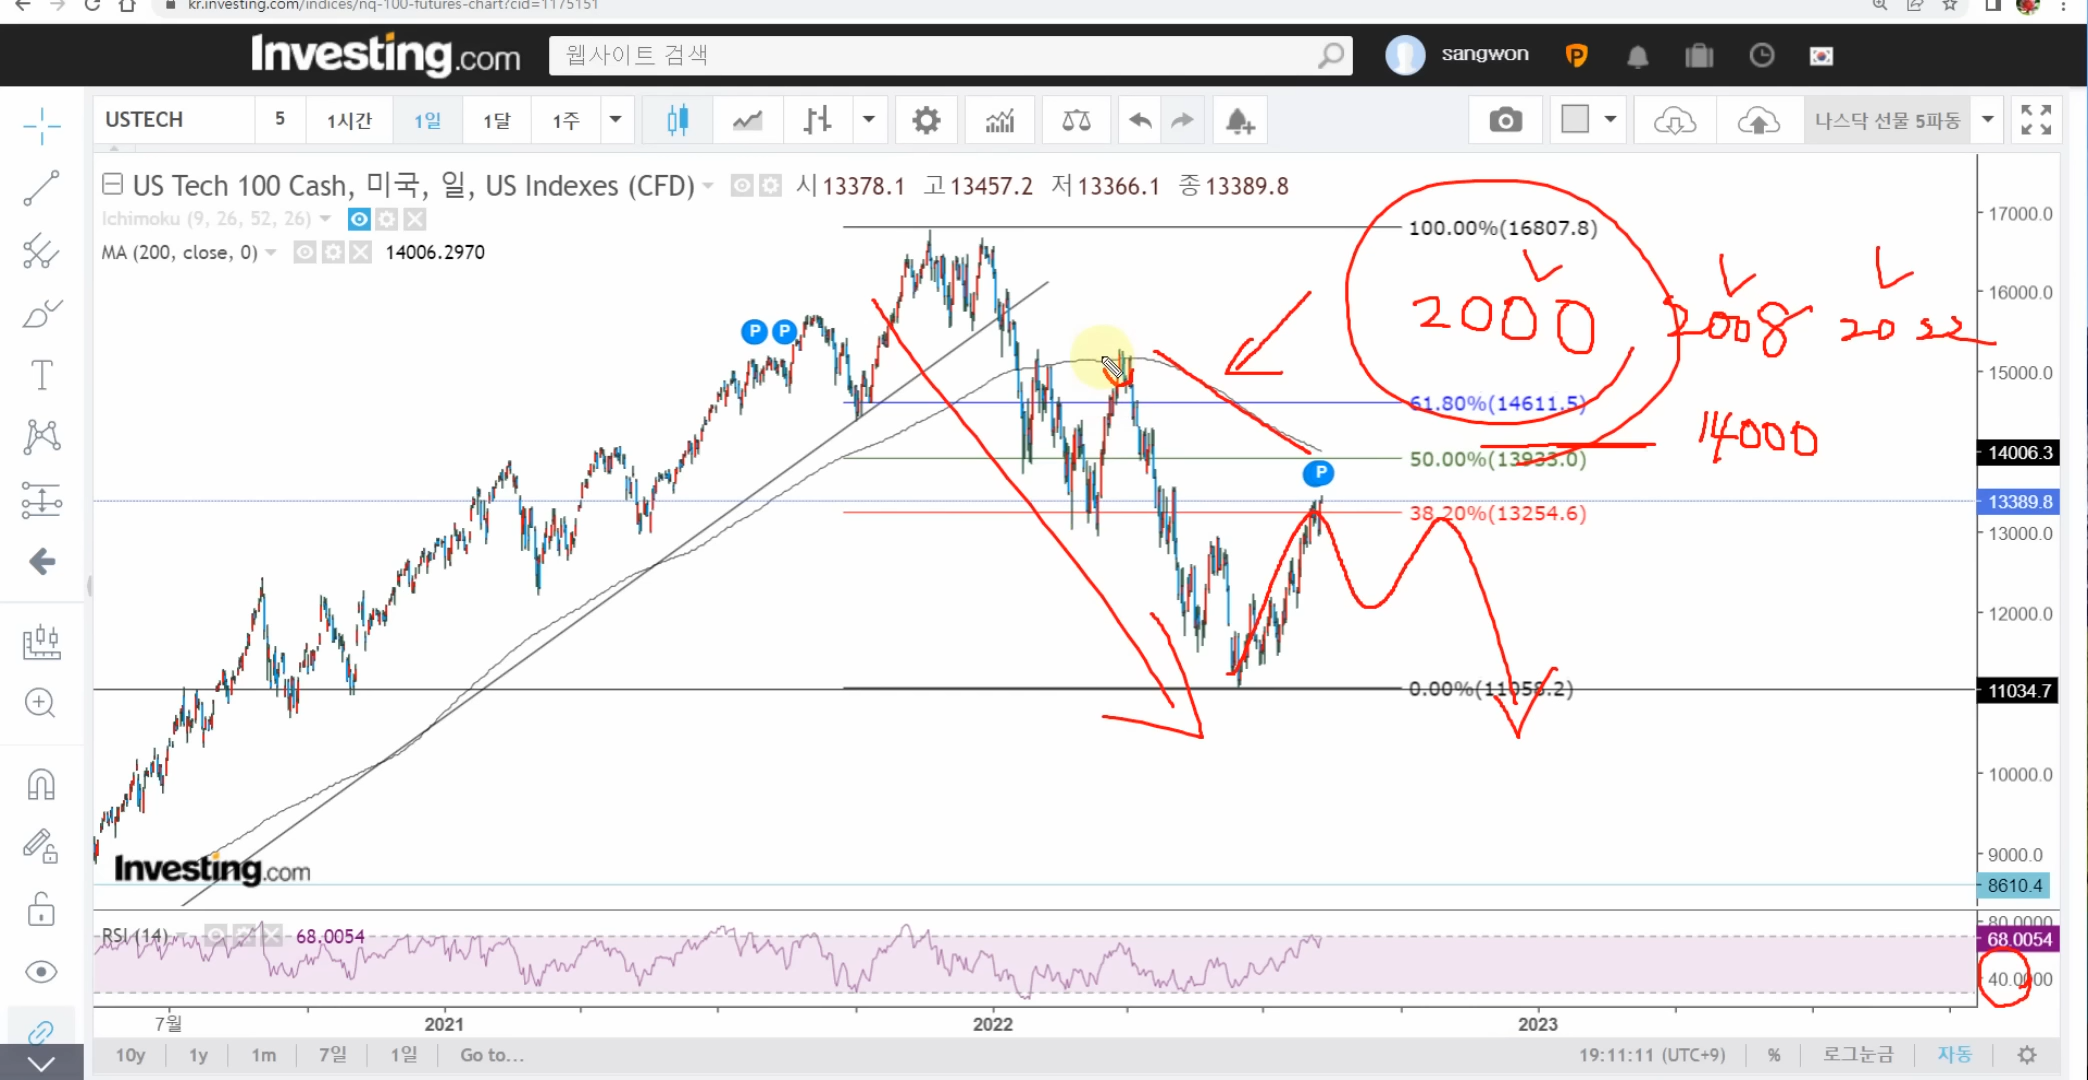 kr.investing.com/indices/nq-100-futures-chart?cid=1175151
Investing.com 웹사이트 검색 sangwon
USTECH 5 1시간 1일 1달 1주 나스닥 선물 5파동
US Tech 100 Cash, 미국, 일, US Indexes (CFD) 시 13378.1 고 13457.2 저 13366.1 종 13389.8
Ichimoku (9, 26, 52, 26)
MA (200, close, 0) 14006.2970
100.00%(16807.8)
17000.0
16000.0
P P
2000 2008 2022
15000.0
61.80%(14611.5)
14000
14006.3
50.00%(13933.0)
P
13389.8
38.20%(13254.6)
13000.0
12000.0
0.00%(11058.2)
11034.7
10000.0
9000.0
Investing.com
8610.4
80.0000
RSI (14) 68.0054
68.0054
40.0000
7월 2021 2022 2023
10y 1y 1m 7일 1일 Go to... 19:11:11 (UTC+9) % 로그눈금 자동